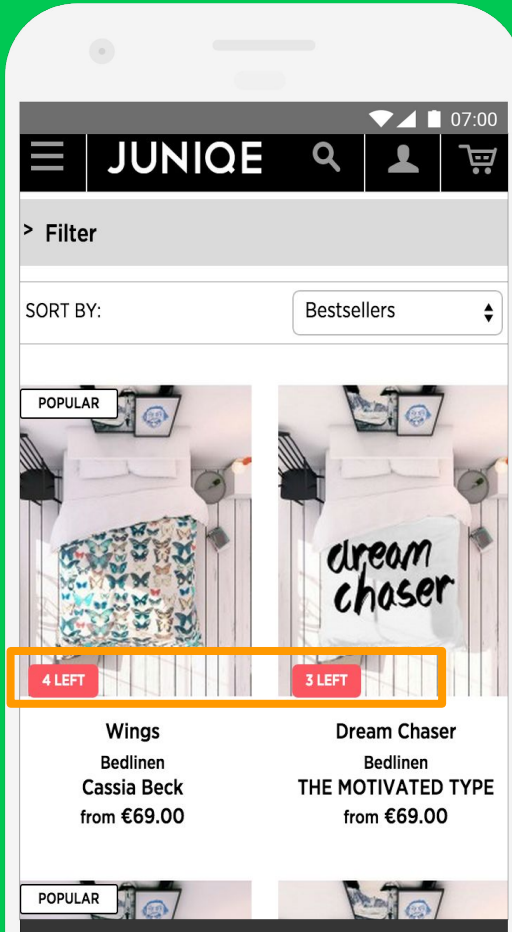 07:00
JUNIQE
> Filter
SORT BY:
Bestsellers
POPULAR
dream
chaser
4 LEFT
3 LEFT
Wings
Bedlinen
Cassia Beck
from €69.00
Dream Chaser
Bedlinen
THE MOTIVATED TYPE
from €69.00
POPULAR